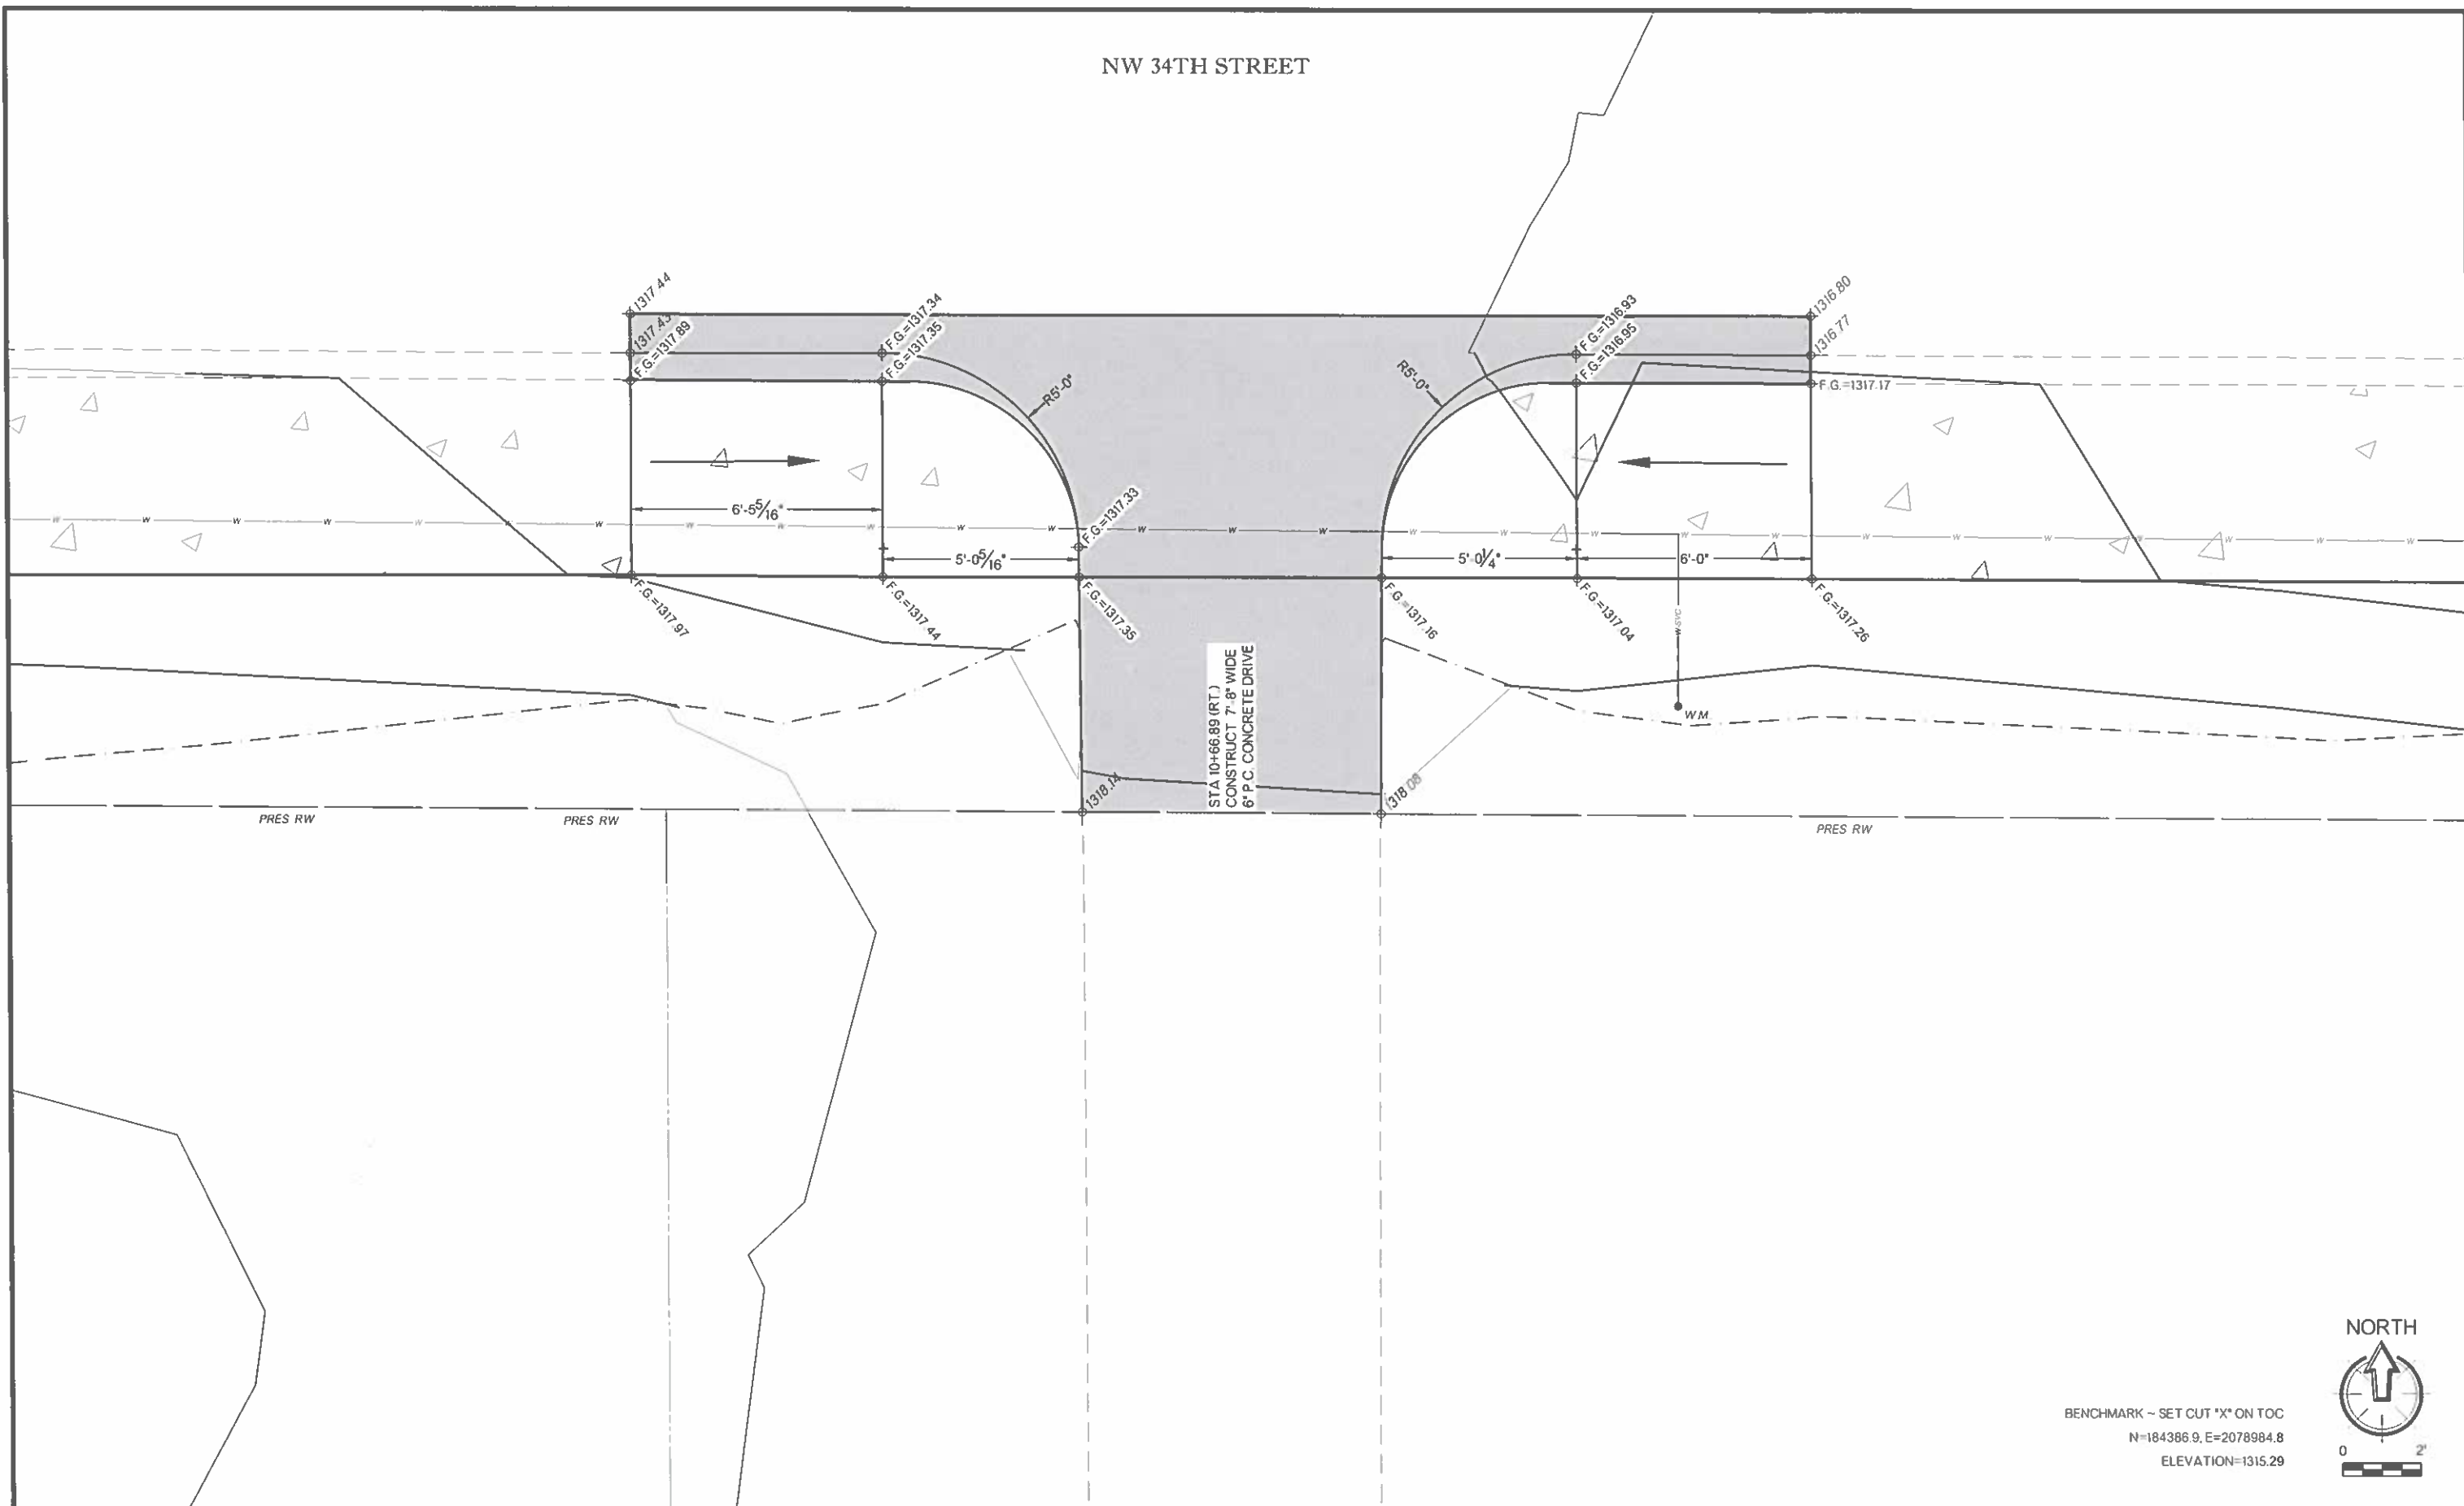 NW 34TH STREET
1317.44
1317.43
F.G.=1317.89
F.G.=1317.34
F.G.=1317.35
R5'-0"
R5'-0"
F.G.=1316.93
F.G.=1316.95
1316.80
1316.77
F.G.=1317.17
6'-5 5/16"
F.G.=1317.33
W W W W W W W W W W W W W W W W W W W W W W W W W W W
5'-0 5/16"
5'-0 1/4"
6'-0"
F.G.=1317.97
F.G.=1317.44
F.G.=1317.35
F.G.=1317.16
F.G.=1317.04
F.G.=1317.26
W-SVC
WM
STA 10+66.89 (RT.)
CONSTRUCT 7'-8" WIDE
6" P.C. CONCRETE DRIVE
1318.14
1318.08
PRES RW
PRES RW
PRES RW
NORTH
BENCHMARK ~ SET CUT "X" ON TOC
N=184386.9, E=2078984.8
ELEVATION=1315.29
0 2'